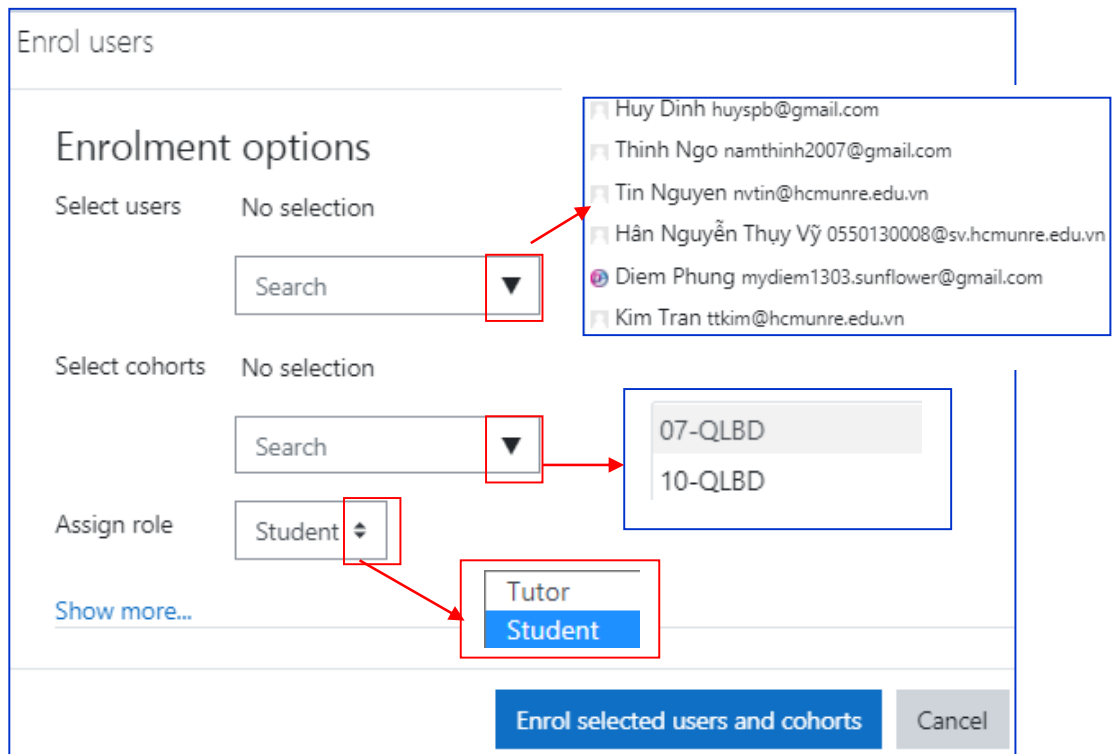 Enrol users
Enrolment options
Select users No selection
Search ▼
Huy Dinh huyspb@gmail.com
Thinh Ngo namthinh2007@gmail.com
Tin Nguyen nvtin@hcmunre.edu.vn
Hân Nguyễn Thụy Vỹ 0550130008@sv.hcmunre.edu.vn
Diem Phung mydiem1303.sunflower@gmail.com
Kim Tran ttkim@hcmunre.edu.vn
Select cohorts No selection
Search ▼
07-QLBD
10-QLBD
Assign role Student
Tutor
Student
Show more...
Enrol selected users and cohorts Cancel